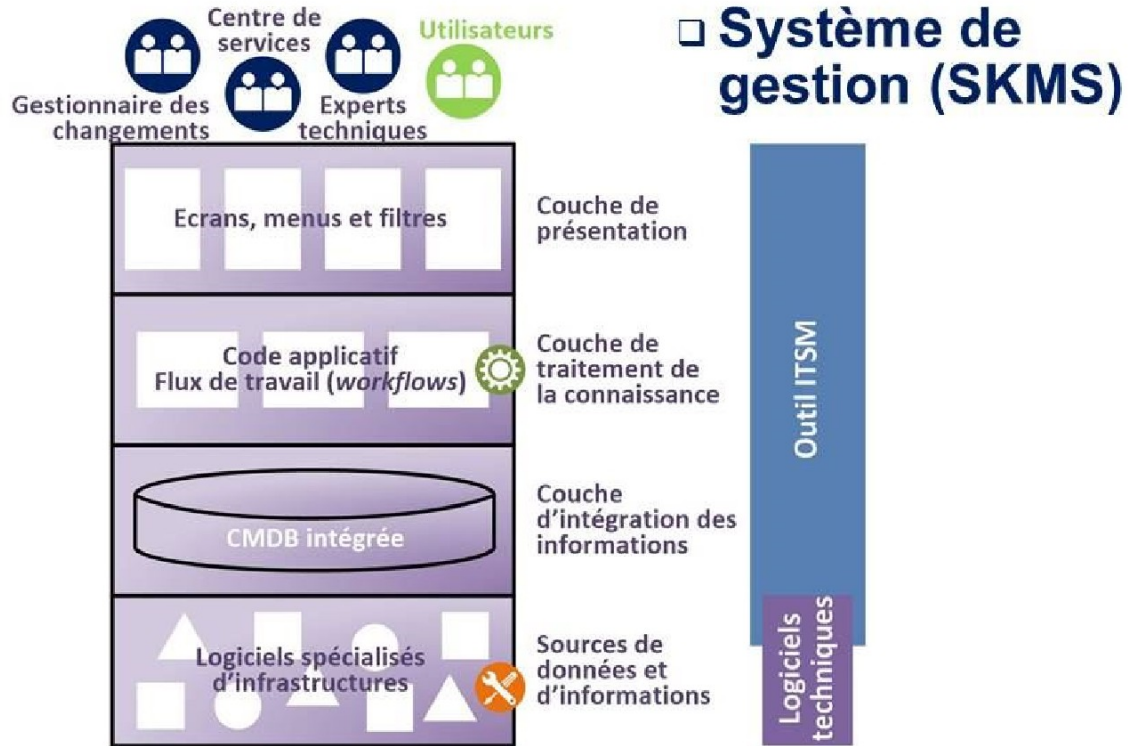 Centre de
services
Utilisateurs
Gestionnaire des
changements
Experts
techniques
❑ Système de
gestion (SKMS)
Ecrans, menus et filtres
Couche de
présentation
Code applicatif
Flux de travail (workflows)
Couche de
traitement de
la connaissance
CMDB intégrée
Couche
d'intégration des
informations
Logiciels spécialisés
d'infrastructures
Sources de
données et
d'informations
Outil ITSM
Logiciels
techniques